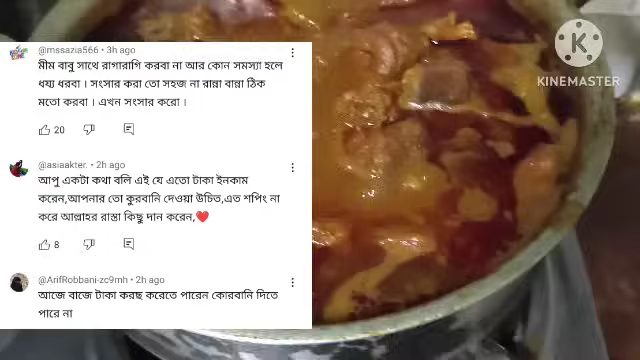 @mssazia566 • 3h ago
মীম বাবু সাথে রাগারাগি করবা না আর কোন সমস্যা হলে
ধয্য ধরবা । সংসার করা তো সহজ না রান্না বান্না ঠিক
মতো করবা । এখন সংসার করো ।
20
@asiaakter. • 2h ago
আপু একটা কথা বলি এই যে এতো টাকা ইনকাম
করেন,আপনার তো কুরবানি দেওয়া উচিত,এত শপিং না
করে আল্লাহর রাস্তা কিছু দান করেন,❤️
8
@ArifRobbani-zc9mh • 2h ago
আজে বাজে টাকা করছ করেতে পারেন কোরবানি দিতে
পারে না
KINEMASTER